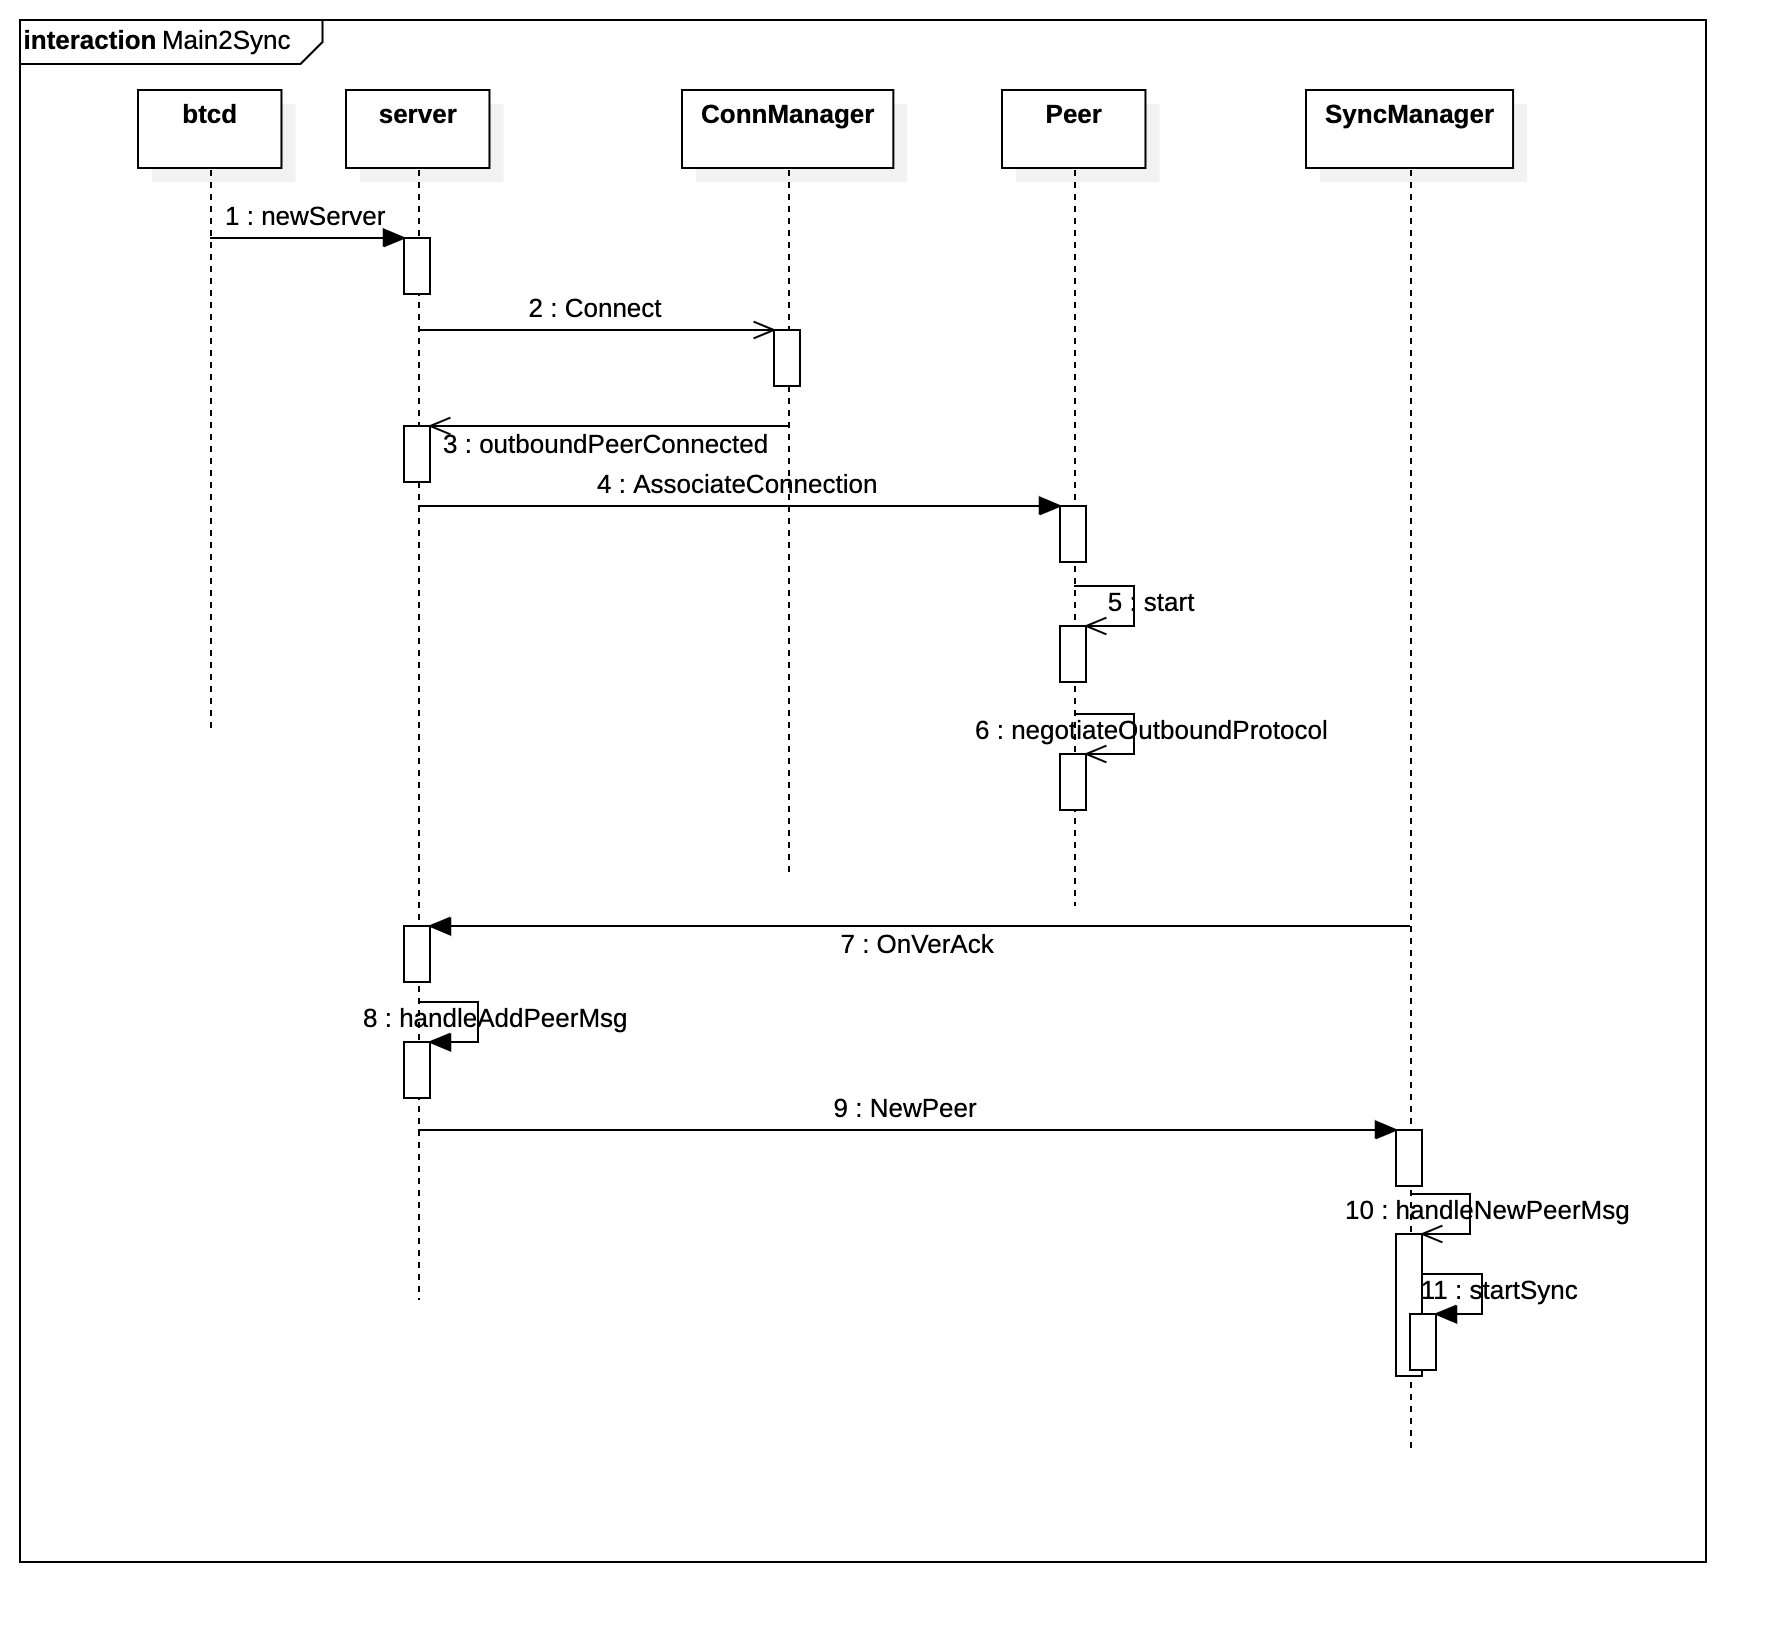 interaction Main2Sync
btcd
server
ConnManager
Peer
SyncManager
1 : newServer
2 : Connect
3 : outboundPeerConnected
4 : AssociateConnection
5 : start
6 : negotiateOutboundProtocol
7 : OnVerAck
8 : handleAddPeerMsg
9 : NewPeer
10 : handleNewPeerMsg
11 : startSync